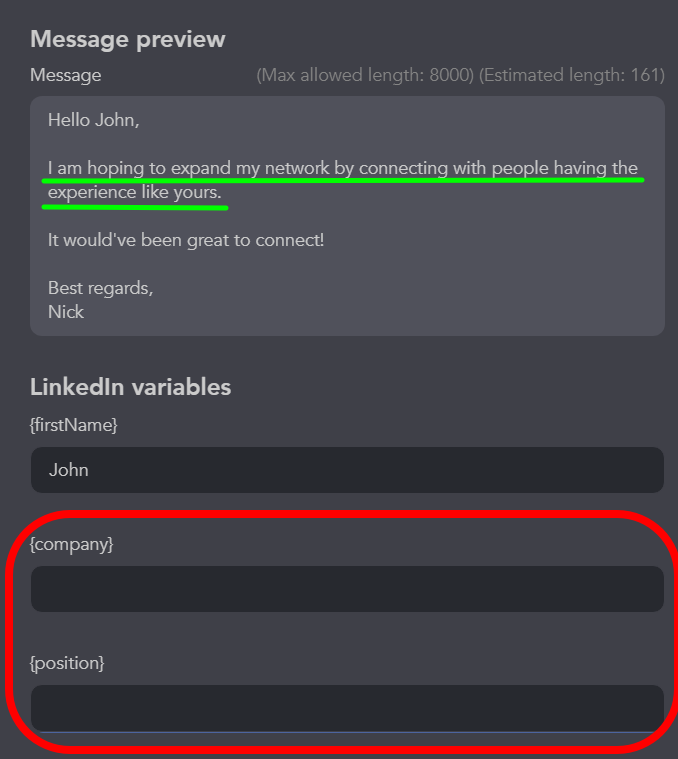 Message preview
Message (Max allowed length: 8000) (Estimated length: 161)
Hello John,
I am hoping to expand my network by connecting with people having the
experience like yours.
It would've been great to connect!
Best regards,
Nick
LinkedIn variables
{firstName}
John
{company}
{position}